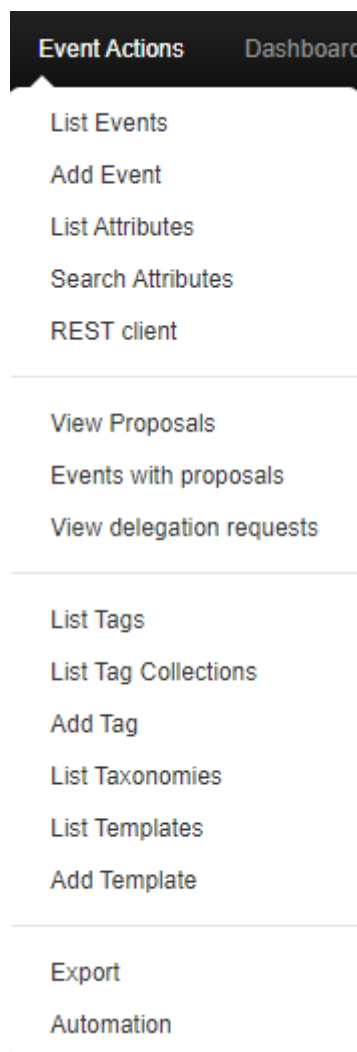 Event Actions Dashboard
List Events
Add Event
List Attributes
Search Attributes
REST client
View Proposals
Events with proposals
View delegation requests
List Tags
List Tag Collections
Add Tag
List Taxonomies
List Templates
Add Template
Export
Automation